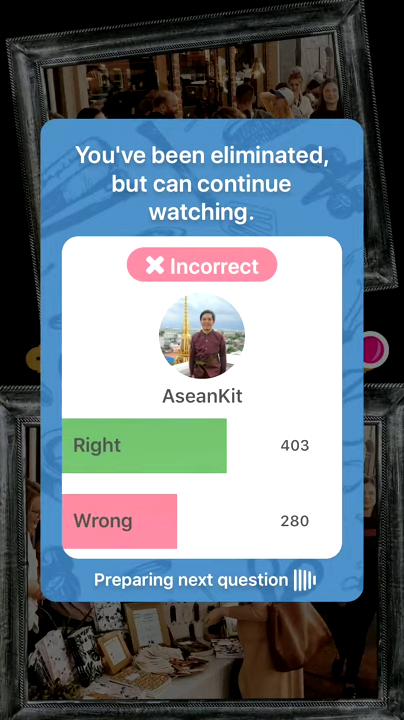 You've been eliminated,
but can continue
watching.
Incorrect
AseanKit
Right 403
Wrong 280
Preparing next question